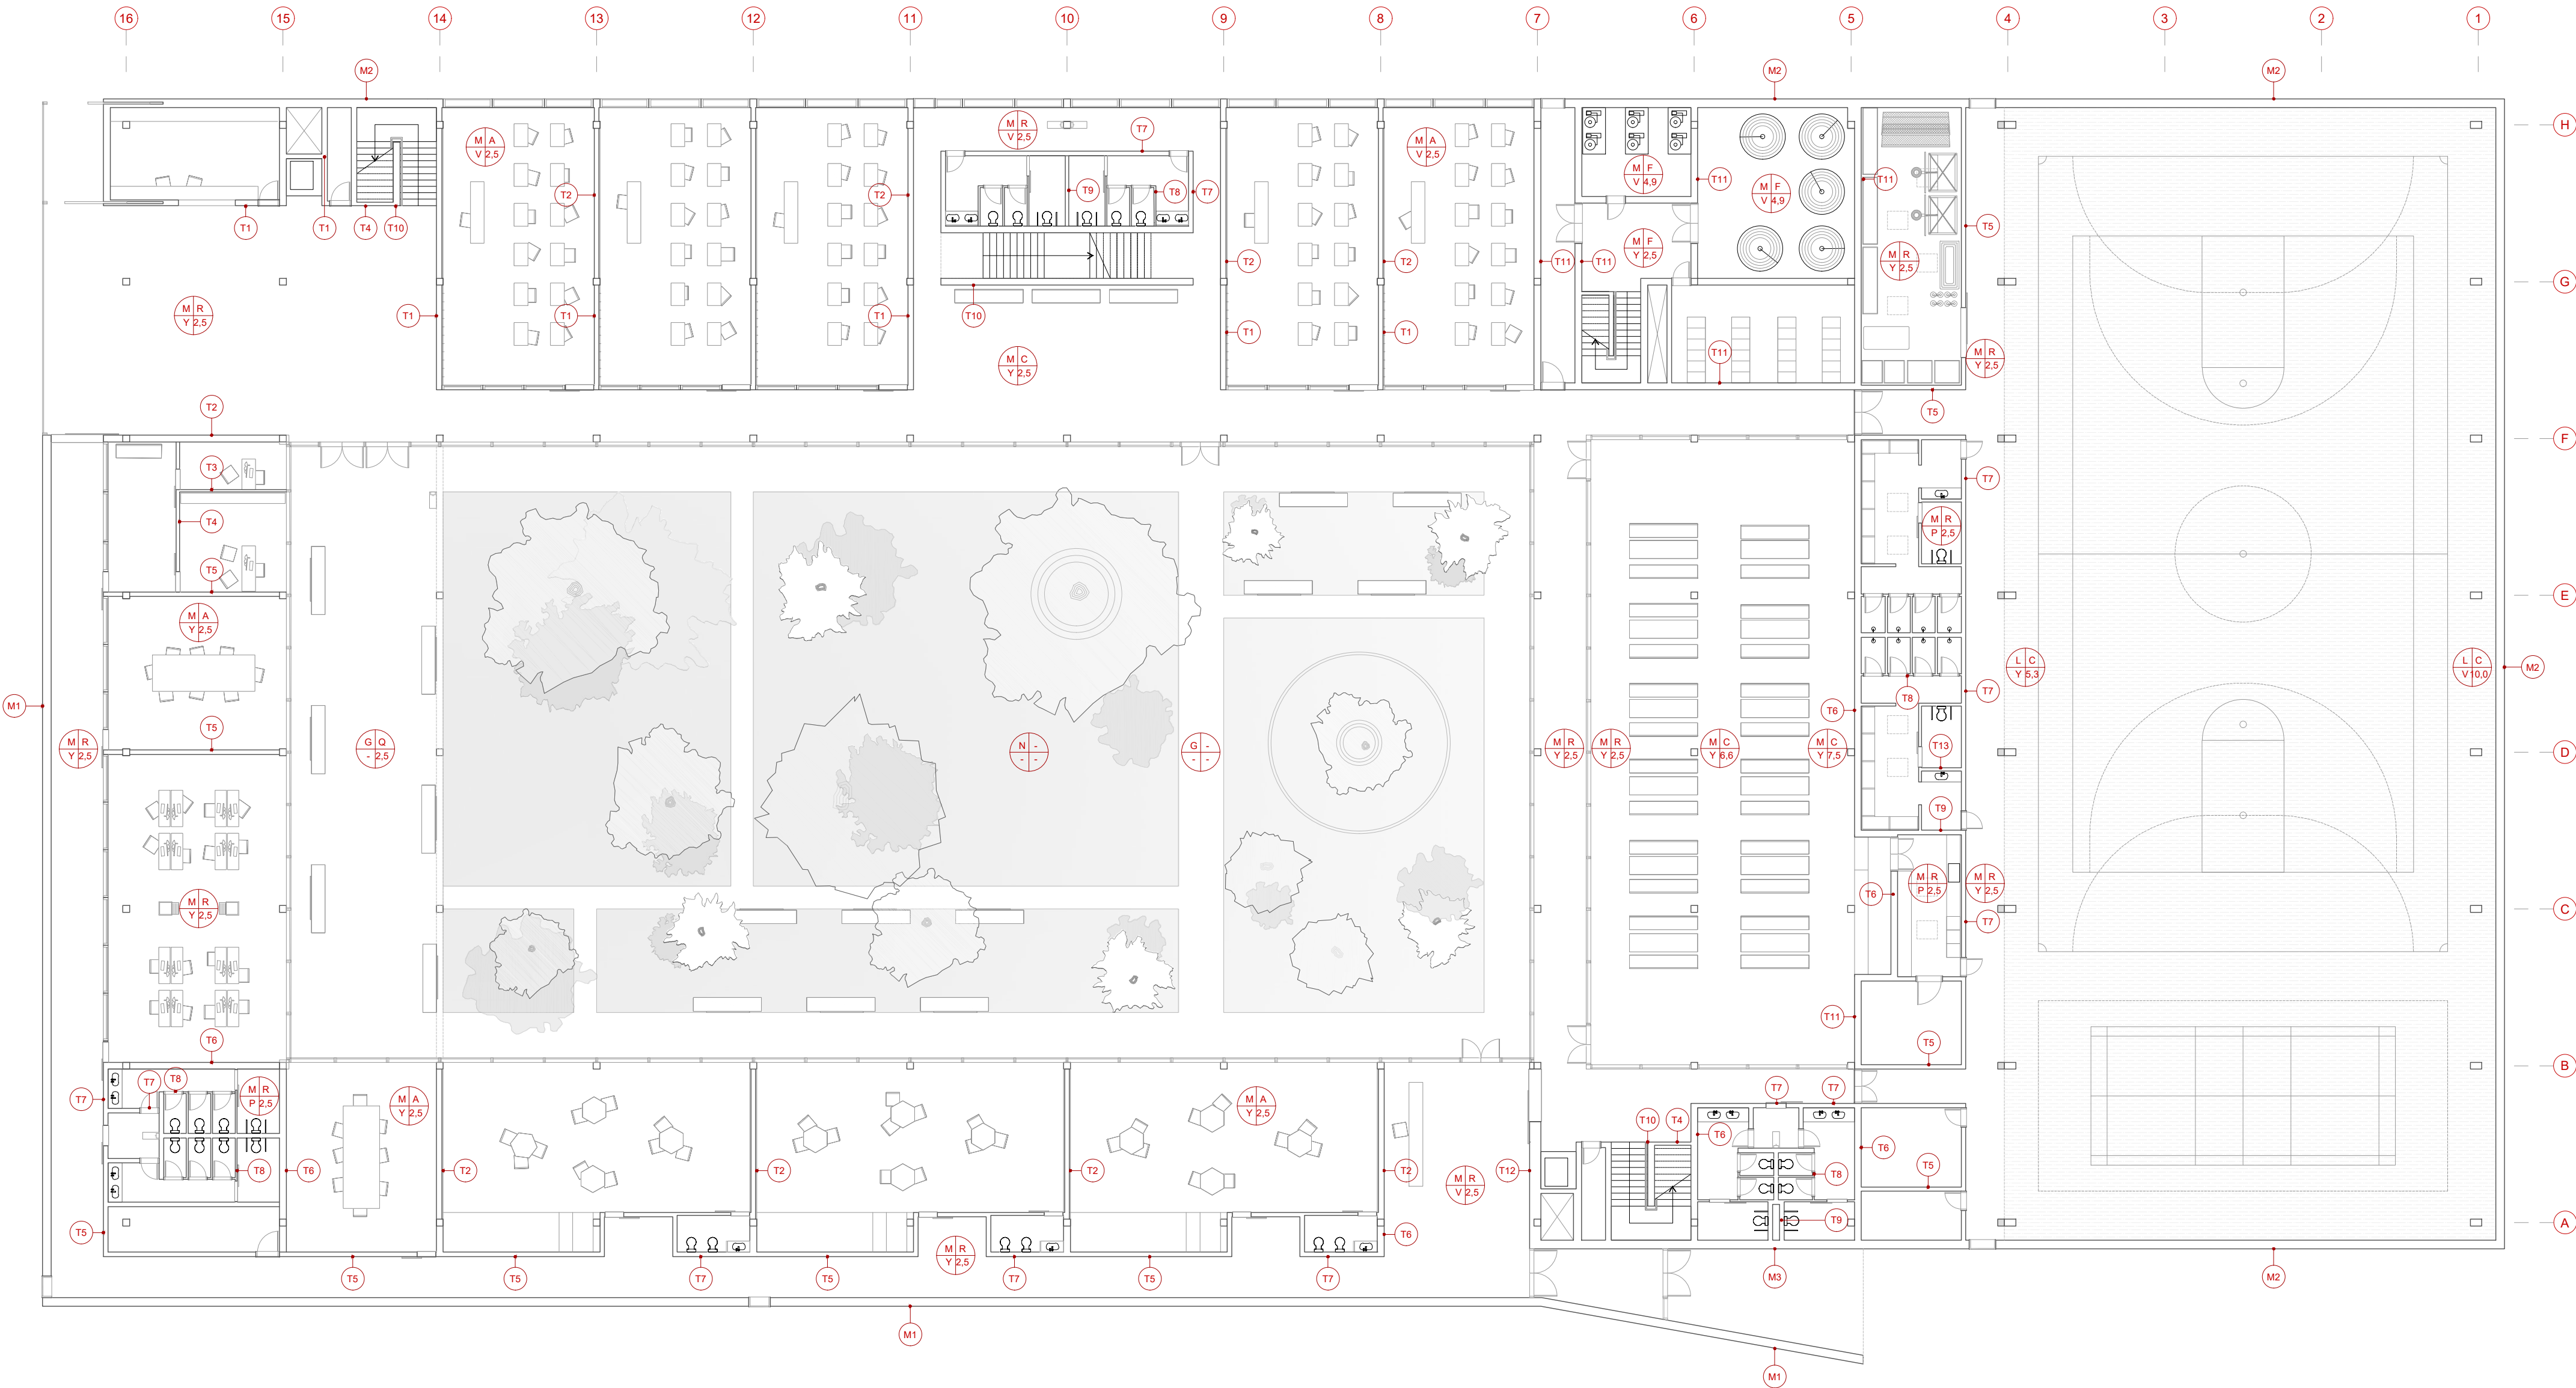 16 15 14 13 12 11 10 9 8 7 6 5 4 3 2 1
M2 M2 M2
H
M R
V 2,5
T7
M A
V 2,5
M A
V 2,5
M F
V 4,9
T11
M F
V 4,9
T11
T2 T2 T9 T8 T7
T1 T1 T4 T10
T5
M F
Y 2,5
T2 T2 T11 T11
M R
Y 2,5
G
M R
Y 2,5
T1 T1 T1 T10 T1 T1
M C
Y 2,5
T11
M R
Y 2,5
T2
T5
F
T3
T7
T4
M R
P 2,5
T5
E
M A
Y 2,5
L C
Y 5,3
L C
V 10,0
M2
T8
T7
M1
T6
T5
M R
Y 2,5
G Q
- 2,5
N -
- -
G -
- -
M R
Y 2,5
M R
Y 2,5
M C
Y 6,6
M C
Y 7,5
T13
D
T9
M R
Y 2,5
T6
M R
P 2,5
M R
Y 2,5
C
T7
T11
T6
T5
B
T7
T8
M R
P 2,5
T7
M A
Y 2,5
M A
Y 2,5
T7 T7
T10 T4
T6
T6
T8 T6 T2 T2 T2 T2
M R
V 2,5
T12
T8
T5
T5
T6
T9
A
M R
Y 2,5
T5 T5 T7 T5 T7 T5 T7
M3
M2
M1
M1